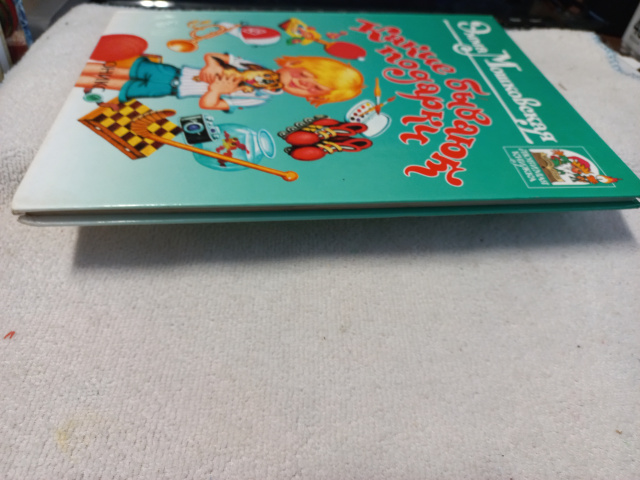 Эмма Мошковская
Какие бывают
подарки